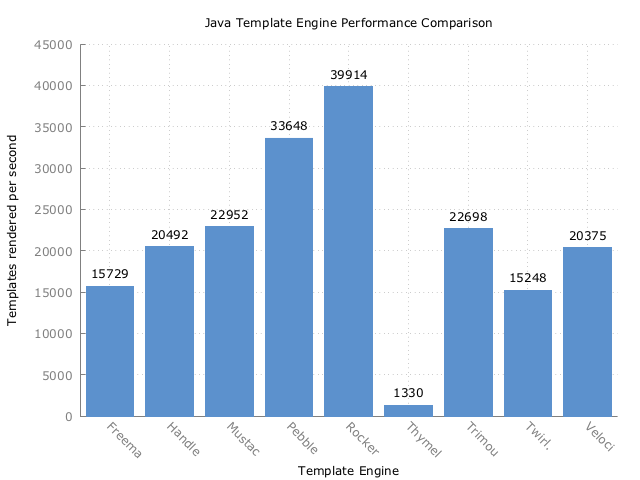 Java Template Engine Performance Comparison
Templates rendered per second
45000
40000
35000
30000
25000
20000
15000
10000
5000
0
15729
20492
22952
33648
39914
1330
22698
15248
20375
Freema
Handle
Mustac
Pebble
Rocker
Thymel
Trimou
Twirl.
Veloci
Template Engine